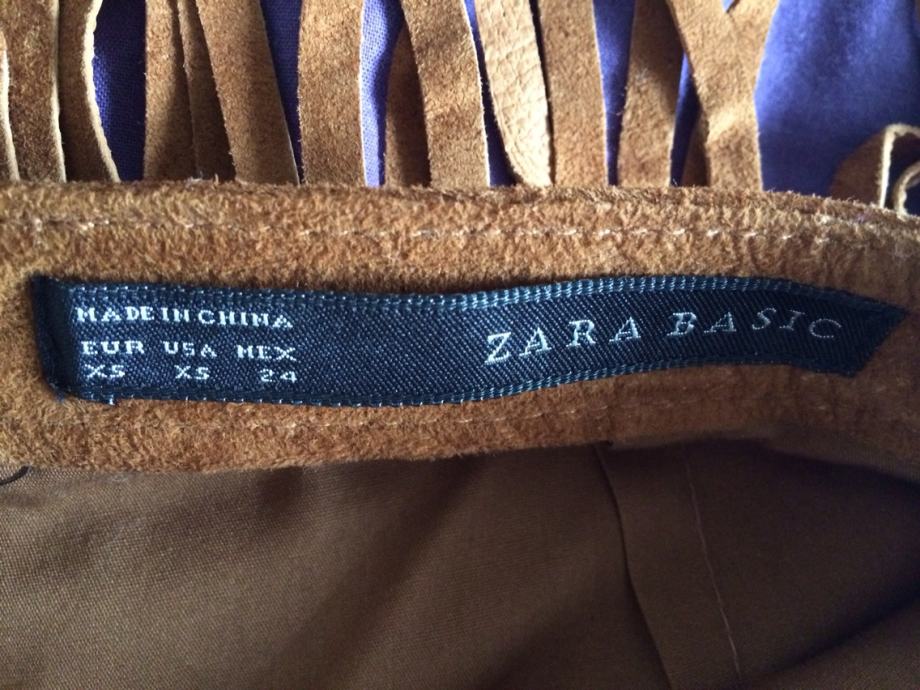 MADE IN CHINA
EUR USA MEX
XS XS 24
ZARA BASIC